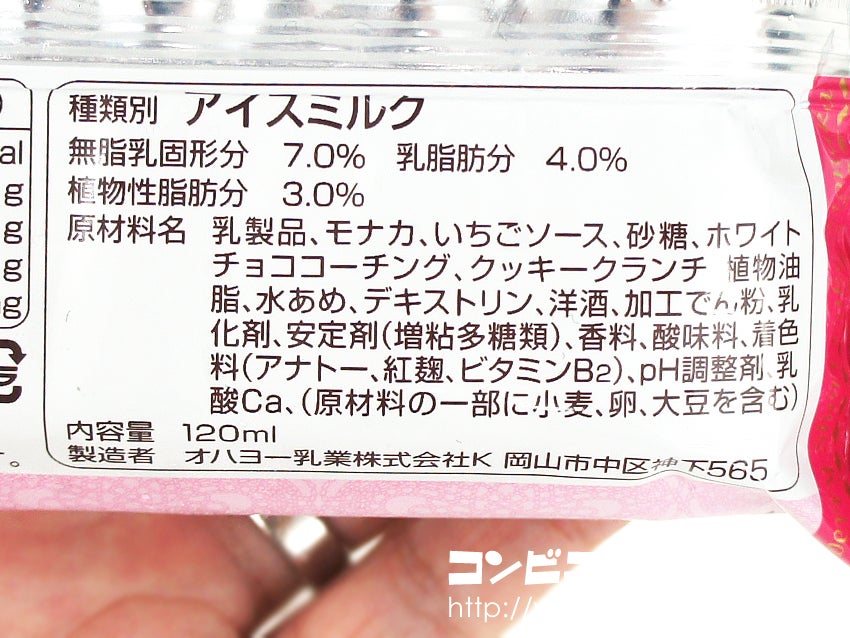 種類別 アイスミルク
無脂乳固形分 7.0% 乳脂肪分 4.0%
植物性脂肪分 3.0%
原材料名 乳製品、モナカ、いちごソース、砂糖、ホワイト
チョココーチング、クッキークランチ、植物油
脂、水あめ、デキストリン、洋酒、加工でん粉、乳
化剤、安定剤(増粘多糖類)、香料、酸味料、着色
料(アナトー、紅麹、ビタミンB2)、pH調整剤、乳
酸Ca、(原材料の一部に小麦、卵、大豆を含む)
内容量 120ml
製造者 オハヨー乳業株式会社K 岡山市中区神下565
al
g
g
g
g
す。
コンビニ
http://